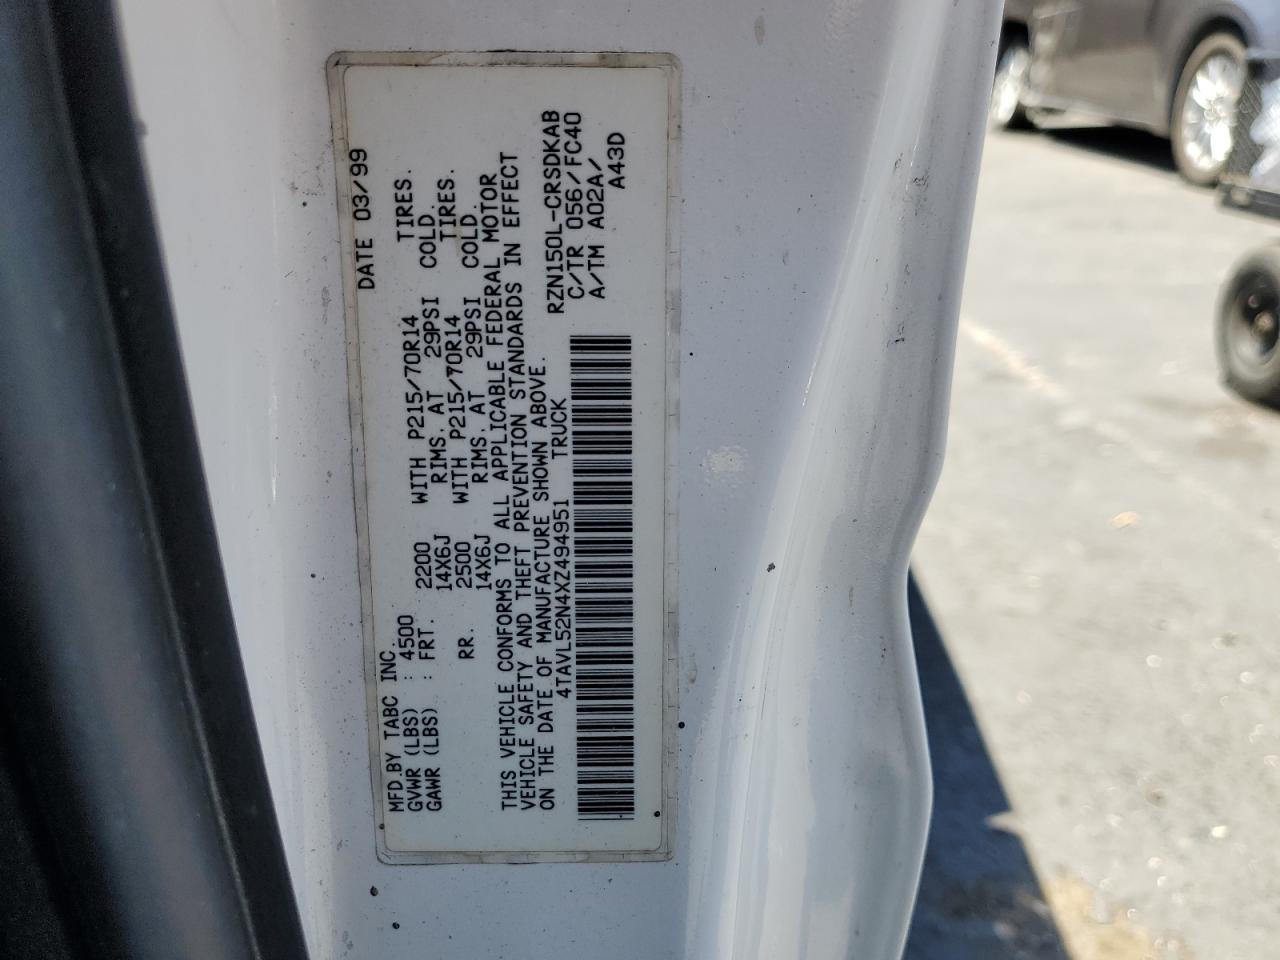 MFD.BY TABC INC. DATE 03/99
GVWR (LBS) : 4500
GAWR (LBS) : FRT. 2200 WITH P215/70R14 TIRES.
14X6J RIMS. AT 29PSI COLD.
RR. 2500 WITH P215/70R14 TIRES.
14X6J RIMS. AT 29PSI COLD.
THIS VEHICLE CONFORMS TO ALL APPLICABLE FEDERAL MOTOR
VEHICLE SAFETY AND THEFT PREVENTION STANDARDS IN EFFECT
ON THE DATE OF MANUFACTURE SHOWN ABOVE.
4TAVL52N4XZ494951 TRUCK RZN150L-CRSDKAB
C/TR 056/FC40
A/TM A02A/
A43D